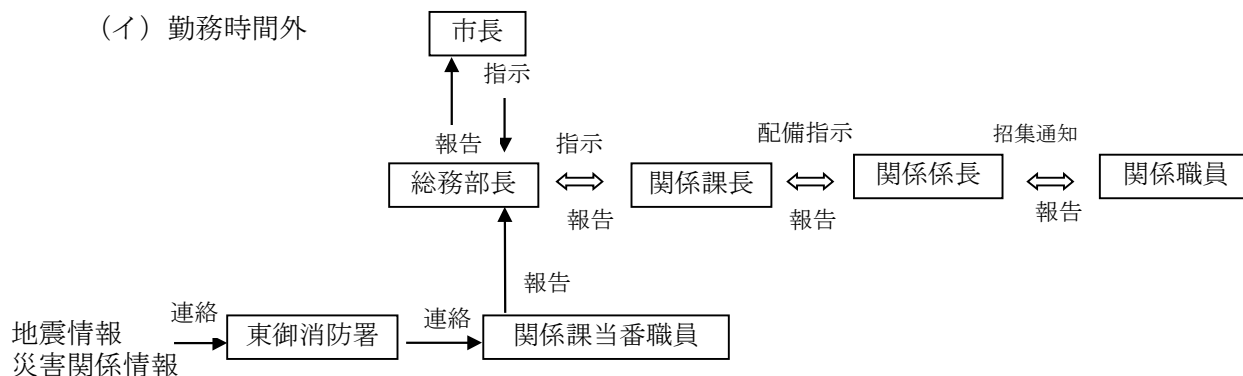 （イ）勤務時間外
市長
指示
報告
指示
配備指示
招集通知
総務部長
関係課長
関係係長
関係職員
報告
報告
報告
報告
連絡
連絡
地震情報
東御消防署
関係課当番職員
災害関係情報